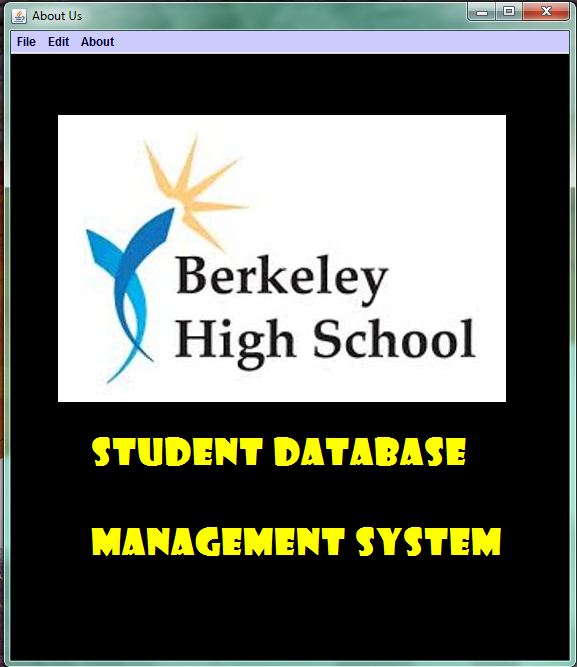 About Us
File Edit About
Berkeley
High School
STUDENT DATABASE
MANAGEMENT SYSTEM